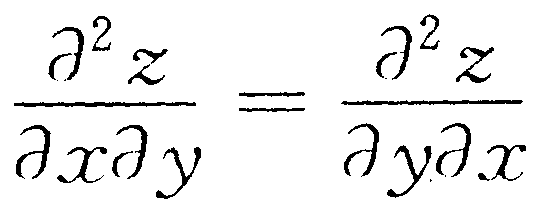 ∂²z/∂x∂y = ∂²z/∂y∂x